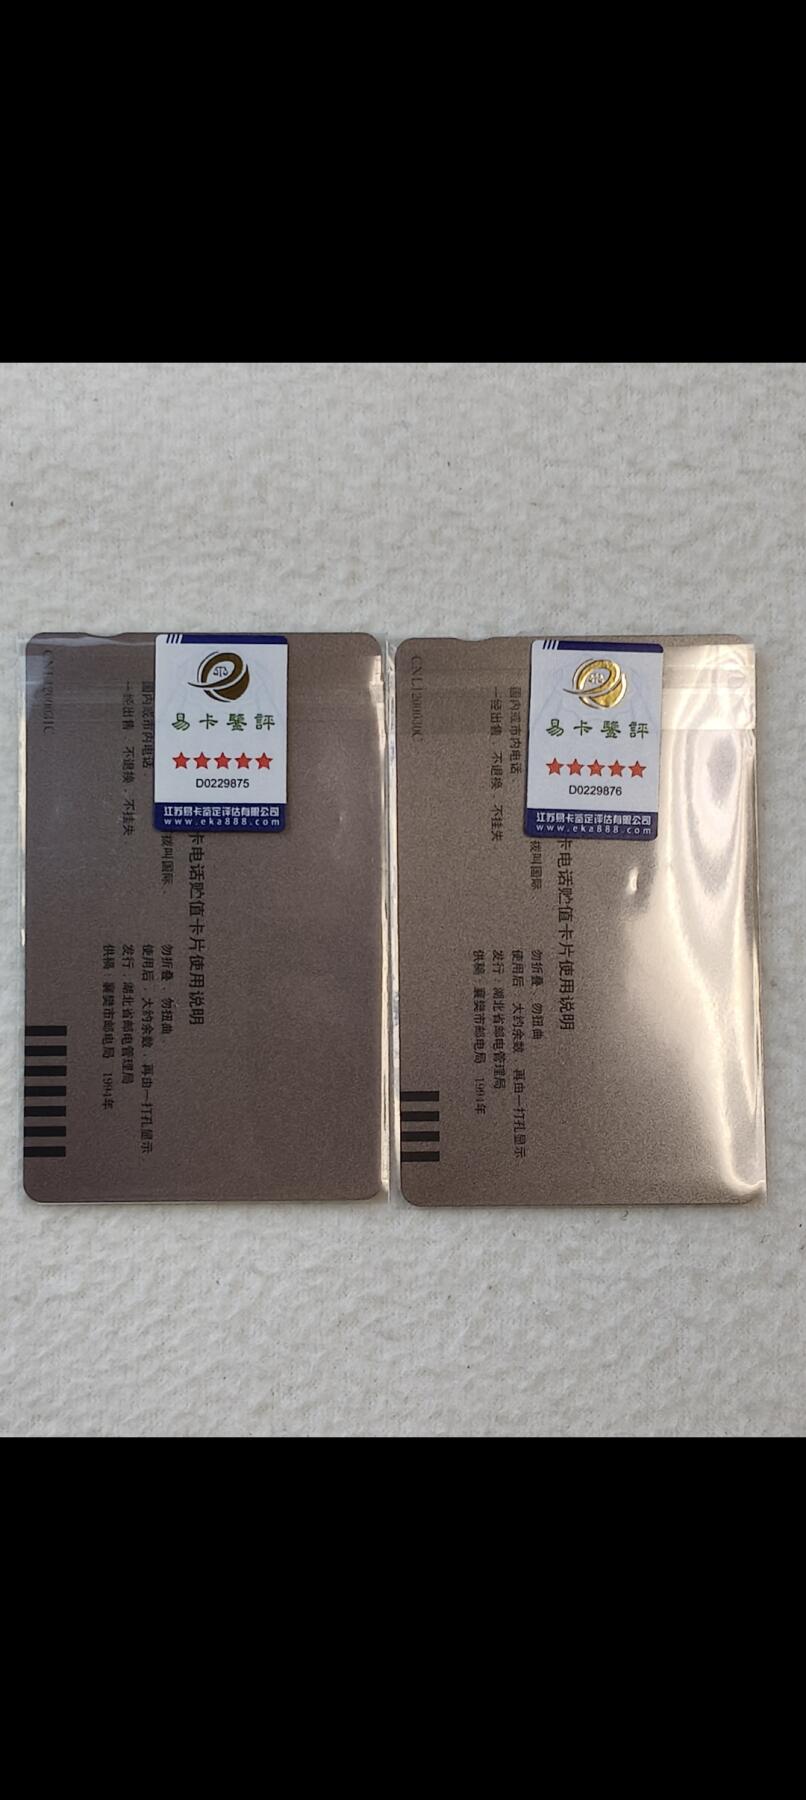 易卡鑒評
D0229875
江苏易卡鉴定评估有限公司
www.eka888.com
卡电话贮值卡片使用说明
拨叫国际、
国内或市内电话．
一经出售．不退换．不挂失
勿折叠、勿扭曲．
使用后．大约余数．再由一打孔显示
发行：湖北省邮电管理局
供稿：襄樊市邮电局 1994年
易卡鑒評
D0229876
江苏易卡鉴定评估有限公司
www.eka888.com
卡电话贮值卡片使用说明
拨叫国际、
国内或市内电话．
一经出售．不退换．不挂失
勿折叠、勿扭曲．
使用后．大约余数．再由一打孔显示
发行：湖北省邮电管理局
供稿：襄樊市邮电局 1994年